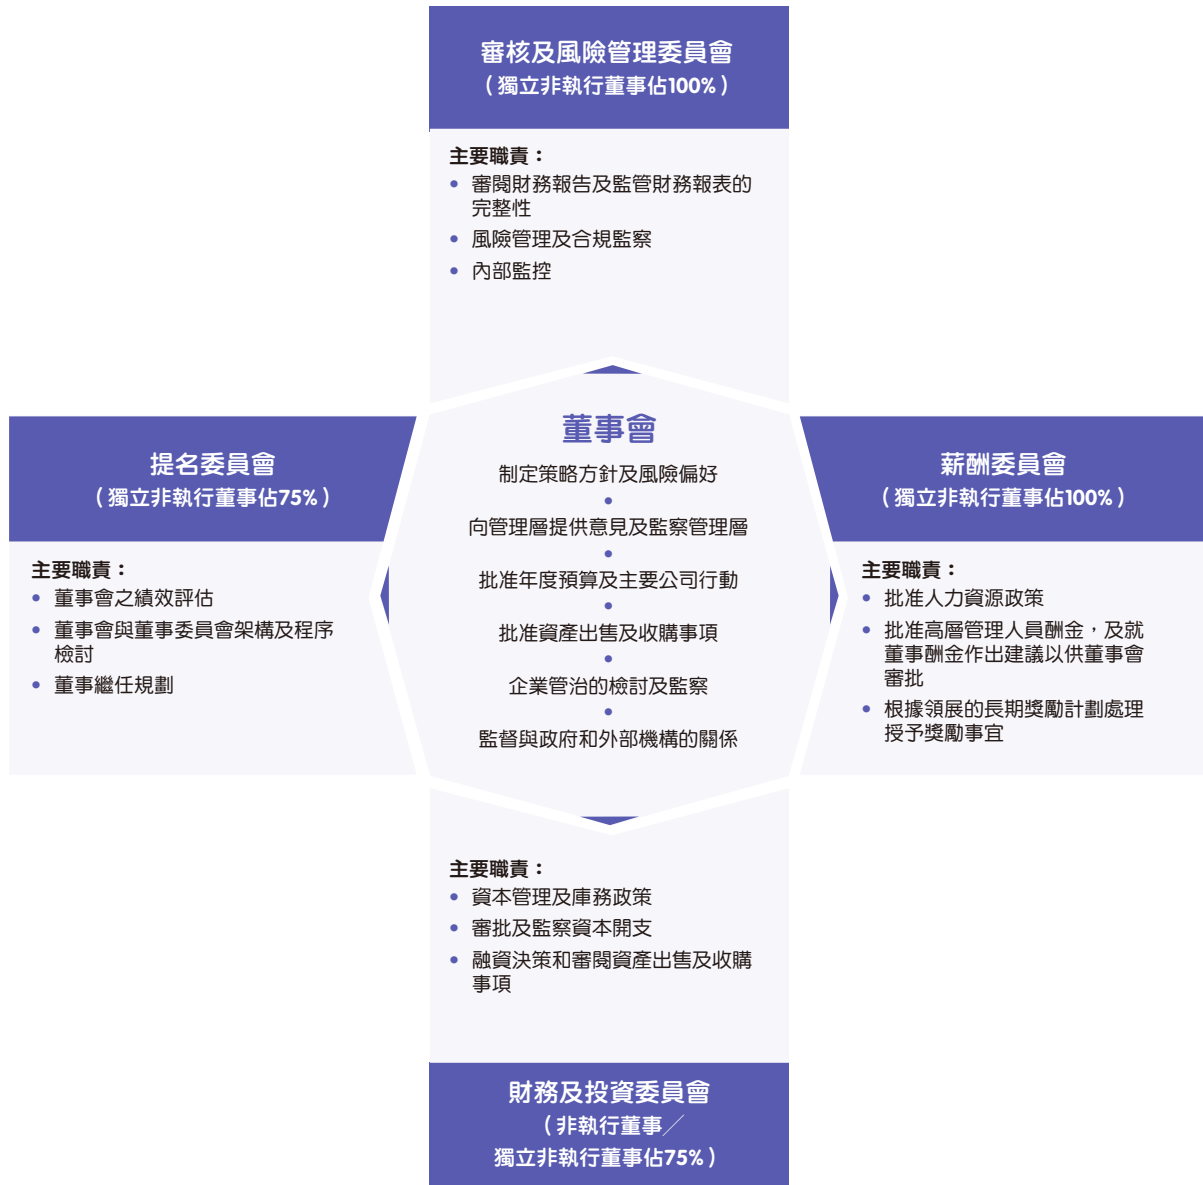 審核及風險管理委員會
（獨立非執行董事佔100%）
主要職責：
• 審閱財務報告及監管財務報表的
完整性
• 風險管理及合規監察
• 內部監控
董事會
制定策略方針及風險偏好
•
向管理層提供意見及監察管理層
•
批准年度預算及主要公司行動
•
批准資產出售及收購事項
•
企業管治的檢討及監察
•
監督與政府和外部機構的關係
提名委員會
（獨立非執行董事佔75%）
主要職責：
• 董事會之績效評估
• 董事會與董事委員會架構及程序
檢討
• 董事繼任規劃
薪酬委員會
（獨立非執行董事佔100%）
主要職責：
• 批准人力資源政策
• 批准高層管理人員酬金，及就
董事酬金作出建議以供董事會
審批
• 根據領展的長期獎勵計劃處理
授予獎勵事宜
主要職責：
• 資本管理及庫務政策
• 審批及監察資本開支
• 融資決策和審閱資產出售及收購
事項
財務及投資委員會
（非執行董事／
獨立非執行董事佔75%）